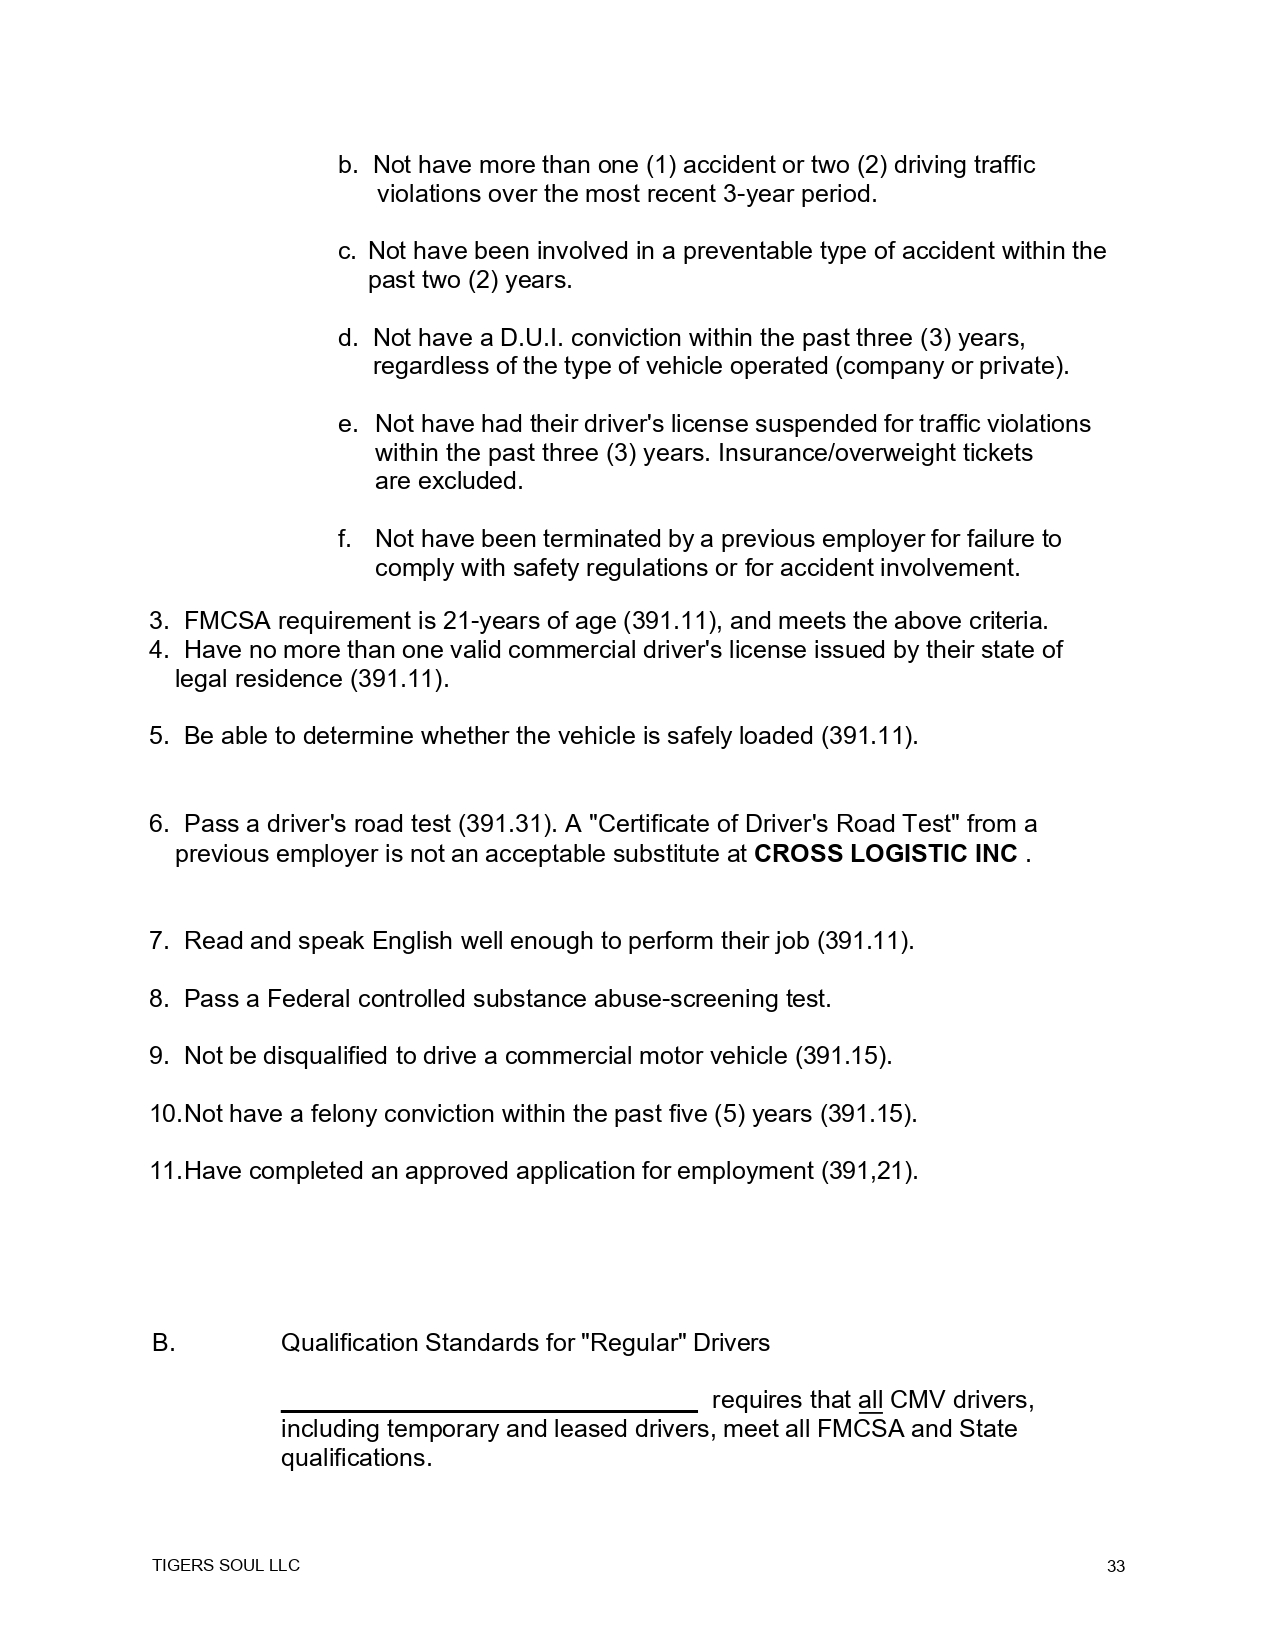 b. Not have more than one (1) accident or two (2) driving traffic
violations over the most recent 3-year period.
c. Not have been involved in a preventable type of accident within the
past two (2) years.
d. Not have a D.U.I. conviction within the past three (3) years,
regardless of the type of vehicle operated (company or private).
e. Not have had their driver's license suspended for traffic violations
within the past three (3) years. Insurance/overweight tickets
are excluded.
f. Not have been terminated by a previous employer for failure to
comply with safety regulations or for accident involvement.
3. FMCSA requirement is 21-years of age (391.11), and meets the above criteria.
4. Have no more than one valid commercial driver's license issued by their state of
legal residence (391.11).
5. Be able to determine whether the vehicle is safely loaded (391.11).
6. Pass a driver's road test (391.31). A "Certificate of Driver's Road Test" from a
previous employer is not an acceptable substitute at CROSS LOGISTIC INC .
7. Read and speak English well enough to perform their job (391.11).
8. Pass a Federal controlled substance abuse-screening test.
9. Not be disqualified to drive a commercial motor vehicle (391.15).
10.Not have a felony conviction within the past five (5) years (391.15).
11.Have completed an approved application for employment (391,21).
B. Qualification Standards for "Regular" Drivers
requires that all CMV drivers,
including temporary and leased drivers, meet all FMCSA and State
qualifications.
TIGERS SOUL LLC 33